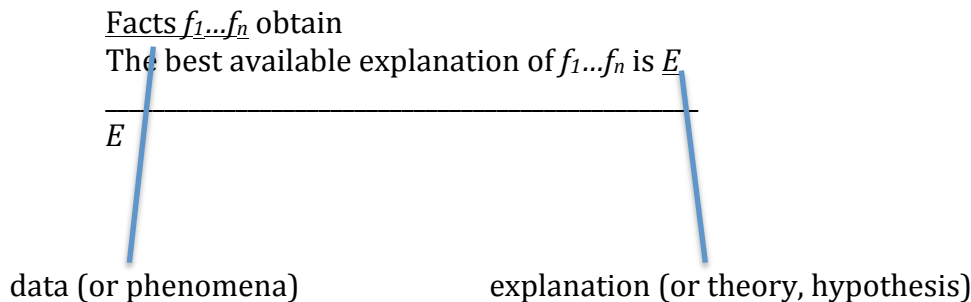 Facts f1...fn obtain
The best available explanation of f1...fn is E
E
data (or phenomena) explanation (or theory, hypothesis)